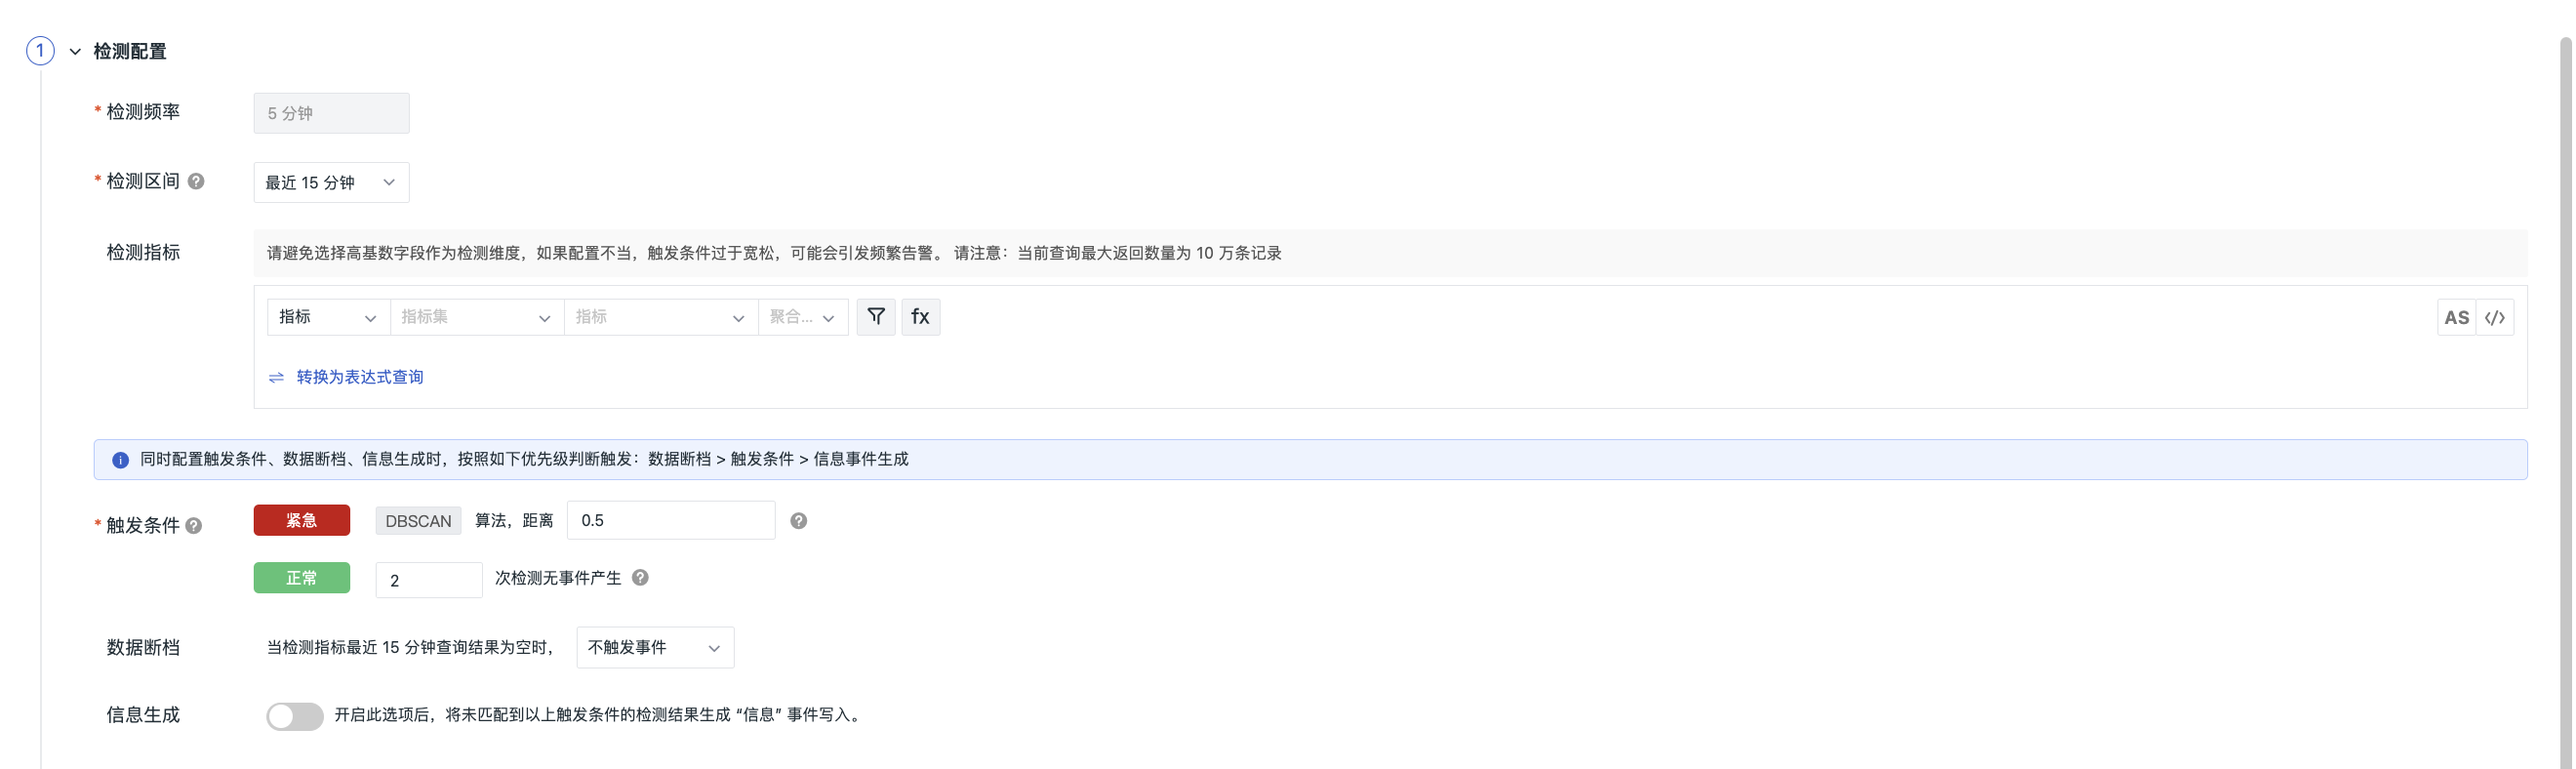 1 检测配置
* 检测频率 5 分钟
* 检测区间 ? 最近 15 分钟
检测指标 请避免选择高基数字段作为检测维度，如果配置不当，触发条件过于宽松，可能会引发频繁告警。 请注意：当前查询最大返回数量为 10 万条记录
指标 指标集 指标 聚合... fx AS </>
转换为表达式查询
同时配置触发条件、数据断档、信息生成时，按照如下优先级判断触发：数据断档 > 触发条件 > 信息事件生成
* 触发条件 ? 紧急 DBSCAN 算法，距离 0.5 ?
正常 2 次检测无事件产生 ?
数据断档 当检测指标最近 15 分钟查询结果为空时， 不触发事件
信息生成 开启此选项后，将未匹配到以上触发条件的检测结果生成 “信息” 事件写入。